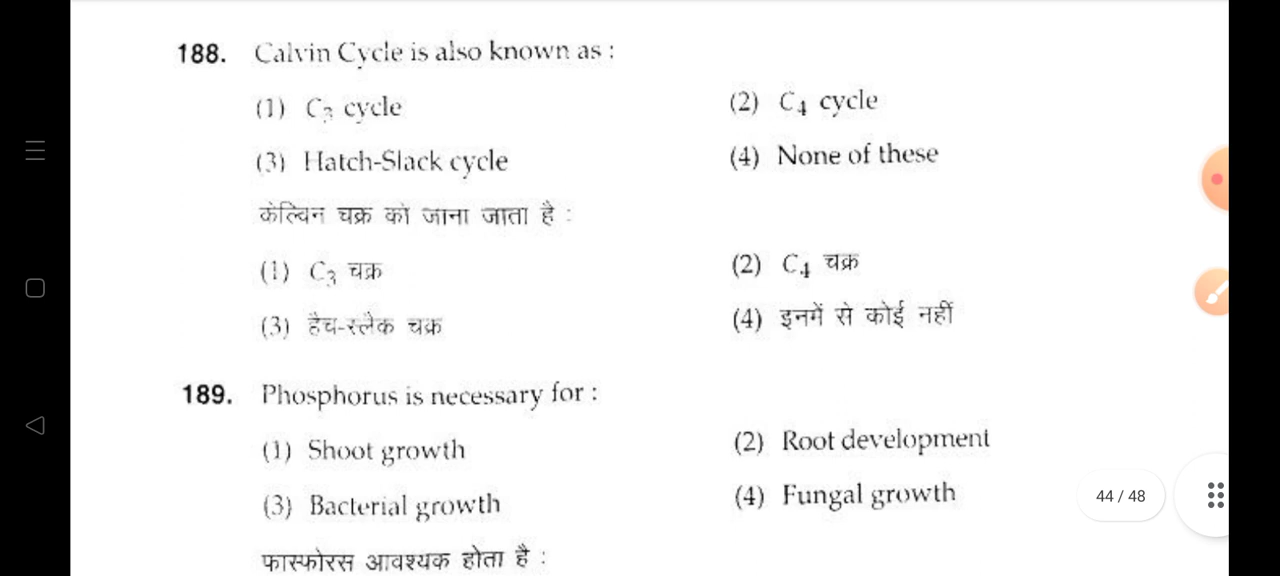 188. Calvin Cycle is also known as :
(1) C3 cycle (2) C4 cycle
(3) Hatch-Slack cycle (4) None of these
केल्विन चक्र को जाना जाता है :
(1) C3 चक्र (2) C4 चक्र
(3) हैच-स्लैक चक्र (4) इनमें से कोई नहीं
189. Phosphorus is necessary for :
(1) Shoot growth (2) Root development
(3) Bacterial growth (4) Fungal growth
44 / 48
फास्फोरस आवश्यक होता है :